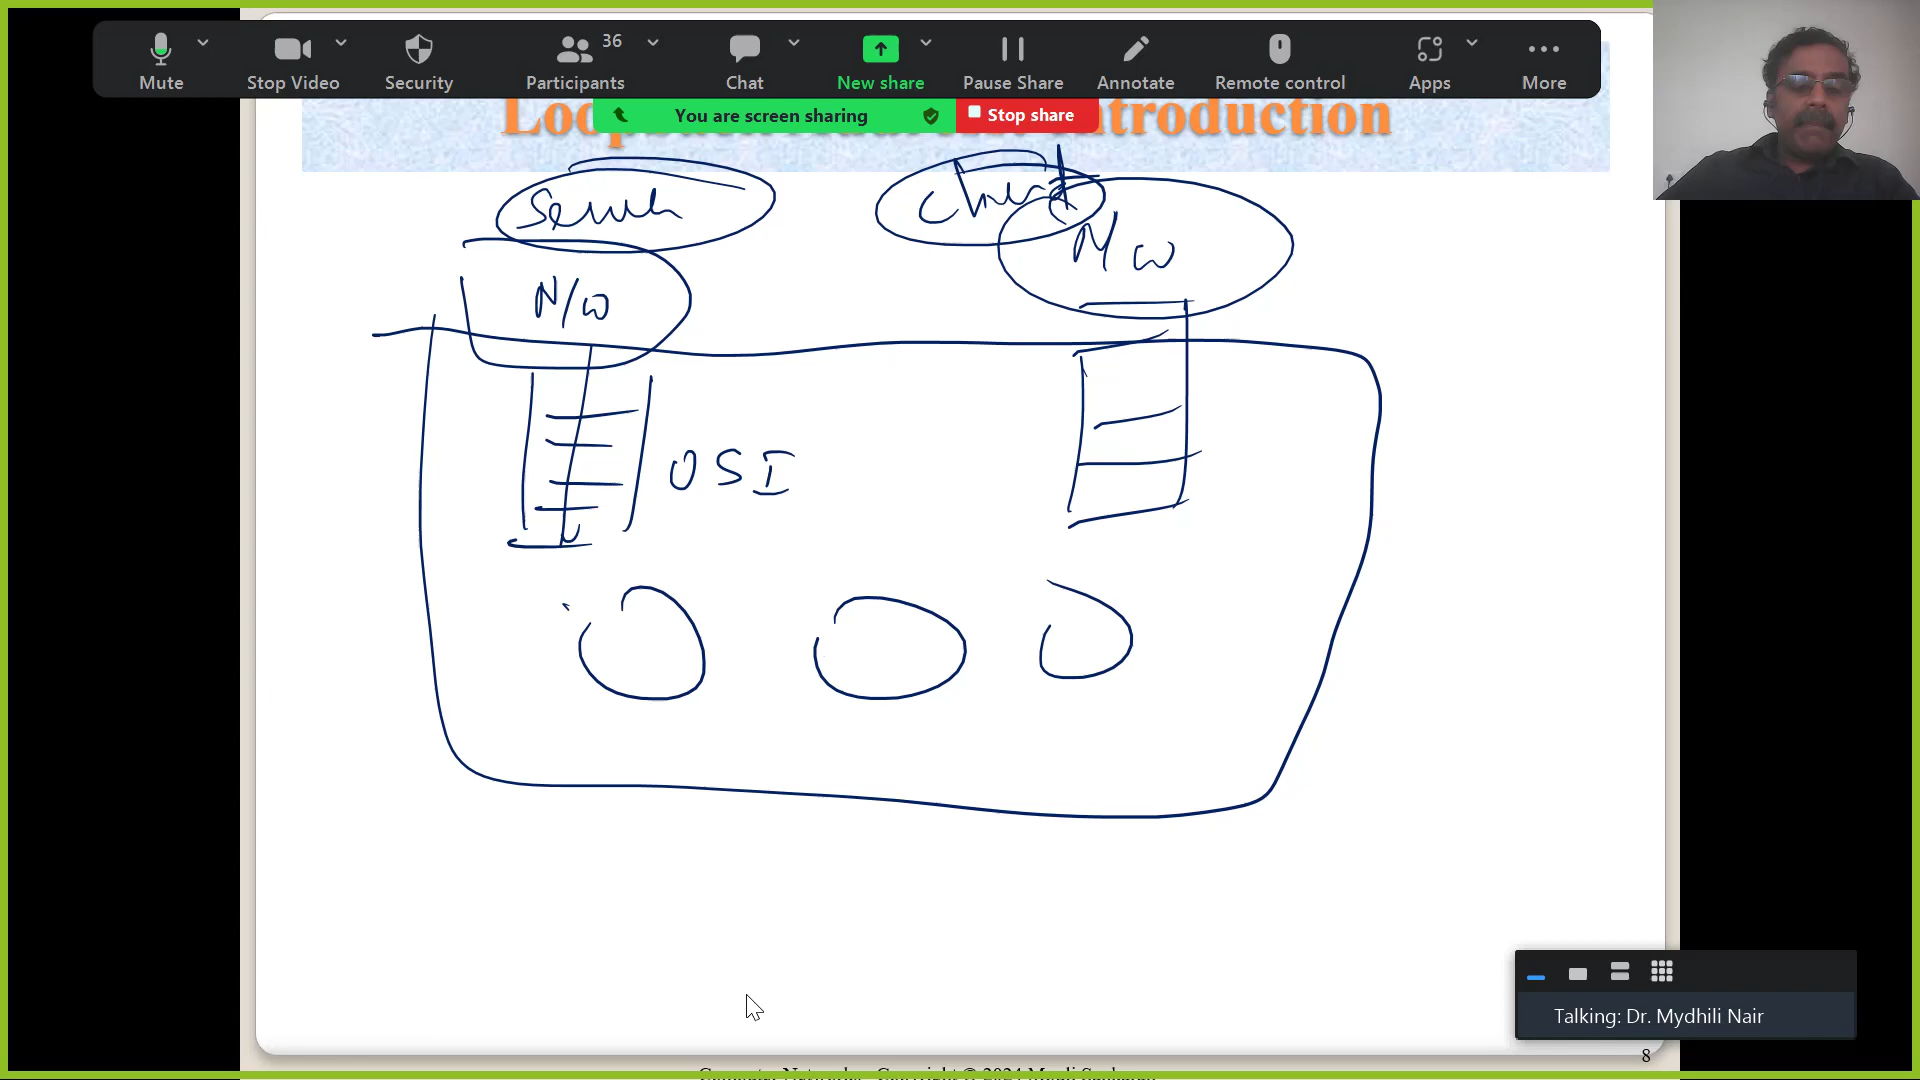 36
Mute Stop Video Security Participants Chat New share Pause Share Annotate Remote control Apps More
You are screen sharing Stop share
Introduction
Client
N/W
N/W
OSI
Talking: Dr. Mydhili Nair
8